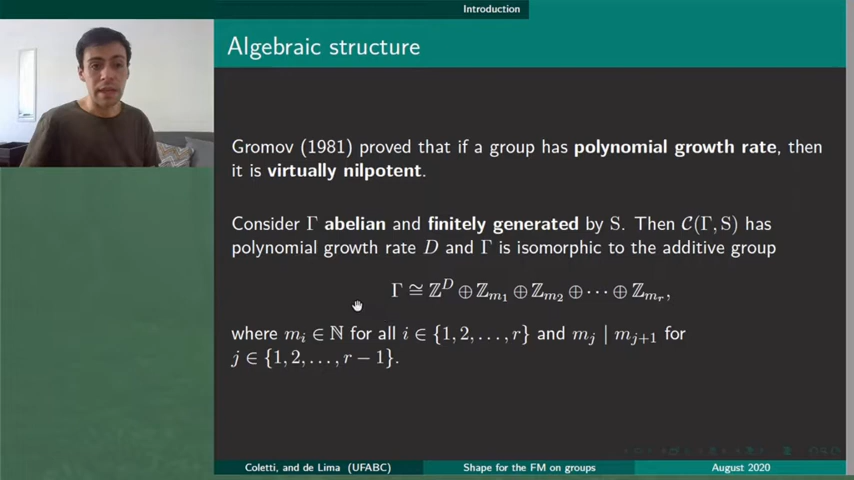 Introduction
Algebraic structure
Gromov (1981) proved that if a group has polynomial growth rate, then
it is virtually nilpotent.
Consider Γ abelian and finitely generated by S. Then 𝒞(Γ, S) has
polynomial growth rate D and Γ is isomorphic to the additive group
Γ ≅ ℤ^D ⊕ ℤ_{m_1} ⊕ ℤ_{m_2} ⊕ ⋯ ⊕ ℤ_{m_r},
where m_i ∈ ℕ for all i ∈ {1, 2, …, r} and m_j | m_{j+1} for
j ∈ {1, 2, …, r − 1}.
Coletti, and de Lima (UFABC) Shape for the FM on groups August 2020